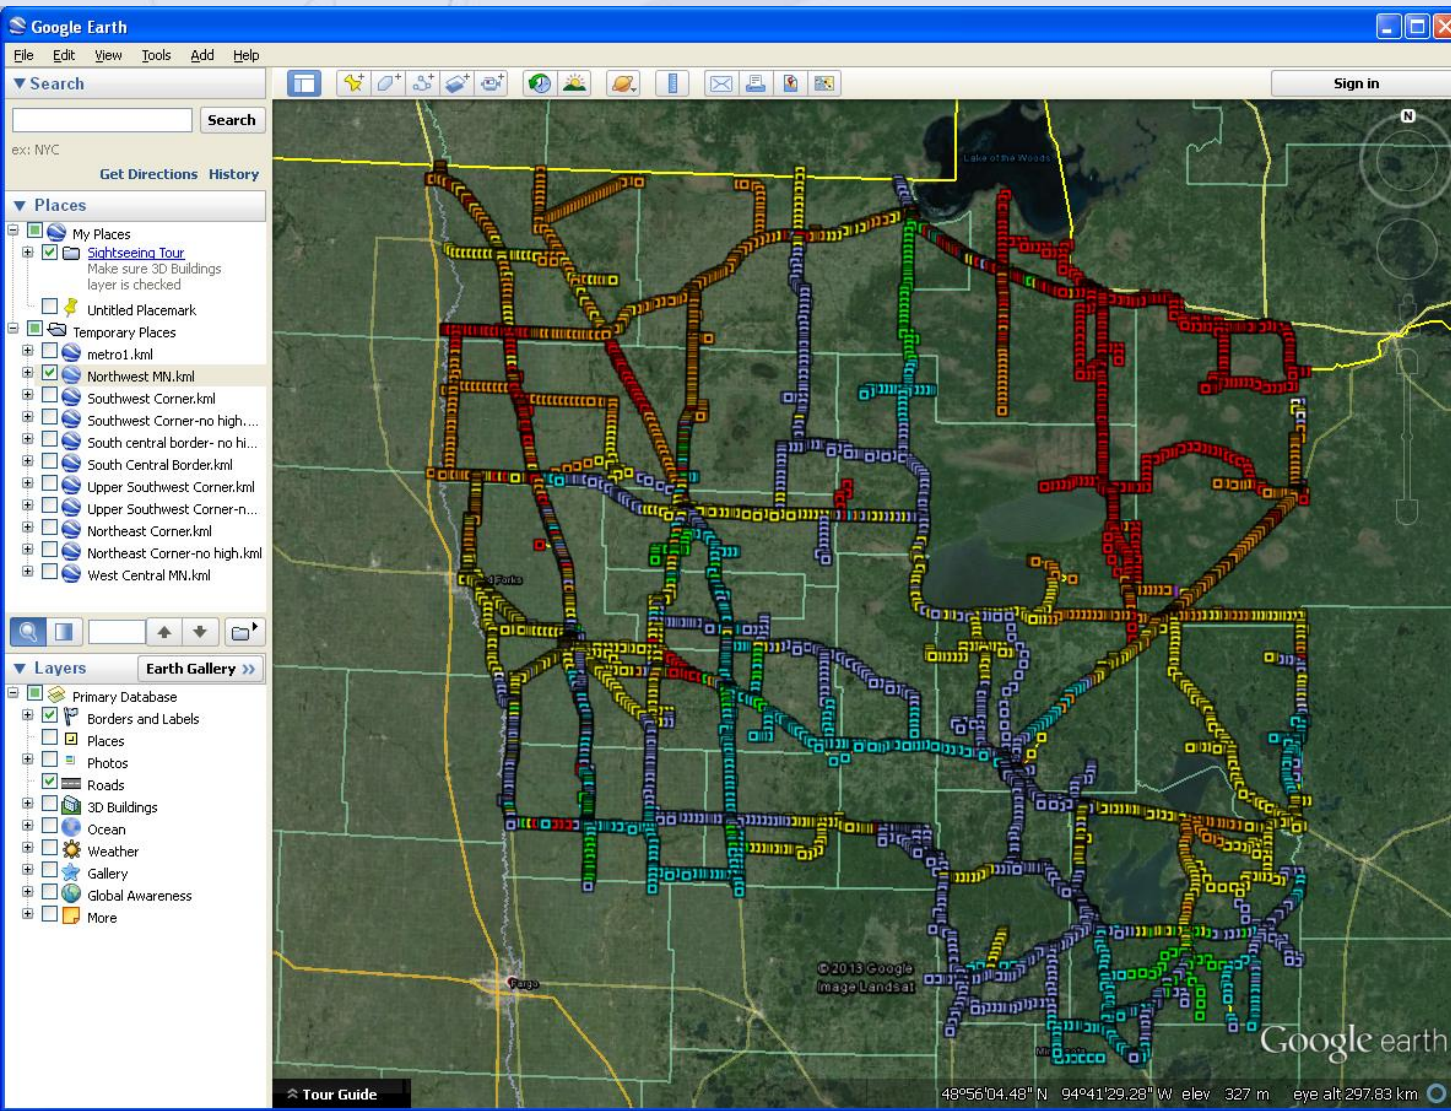 Google Earth
File Edit View Tools Add Help
Search
Search
ex: NYC
Get Directions History
Places
My Places
Sightseeing Tour
Make sure 3D Buildings
layer is checked
Untitled Placemark
Temporary Places
metro1.kml
Northwest MN.kml
Southwest Corner.kml
Southwest Corner-no high....
South central border- no hi...
South Central Border.kml
Upper Southwest Corner.kml
Upper Southwest Corner-n...
Northeast Corner.kml
Northeast Corner-no high.kml
West Central MN.kml
Layers
Earth Gallery >>
Primary Database
Borders and Labels
Places
Photos
Roads
3D Buildings
Ocean
Weather
Gallery
Global Awareness
More
Sign in
N
Lake of the Woods
d Forks
Fargo
© 2013 Google
Image Landsat
Google earth
Tour Guide
48°56'04.48" N 94°41'29.28" W elev 327 m eye alt 297.83 km